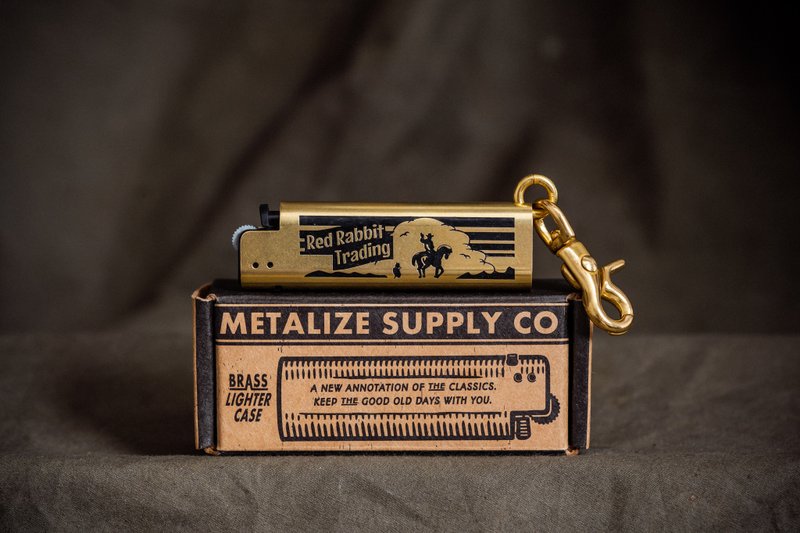 Red Rabbit
Trading
METALIZE SUPPLY CO
BRASS
LIGHTER
CASE
A NEW ANNOTATION OF THE CLASSICS.
KEEP THE GOOD OLD DAYS WITH YOU.